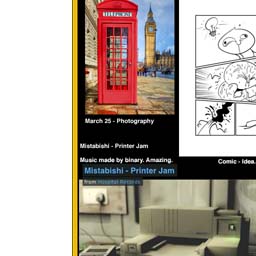 TELEPHONE
March 25 - Photography
Mistabishi - Printer Jam
Music made by binary. Amazing.
Comic - Idea.
Mistabishi - Printer Jam
from Hospital Records